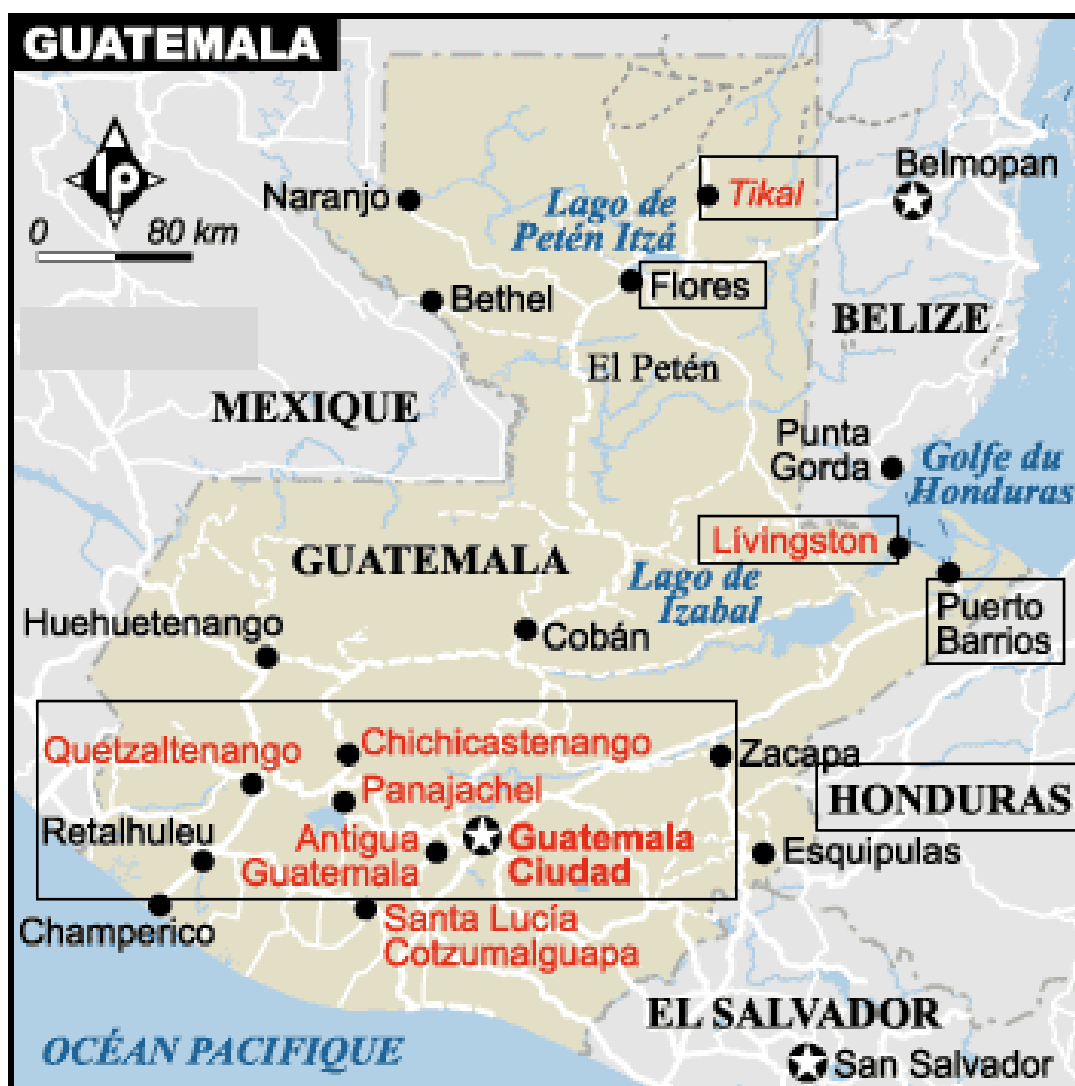 GUATEMALA
lp
0 80 km
Naranjo
Lago de
Petén Itzá
Tikal
Belmopan
Bethel
Flores
BELIZE
El Petén
MEXIQUE
Punta
Gorda
Golfe du
Honduras
GUATEMALA
Lívingston
Lago de
Izabal
Puerto
Barrios
Huehuetenango
Cobán
Quetzaltenango
Chichicastenango
Zacapa
Panajachel
HONDURAS
Retalhuleu
Antigua
Guatemala
Guatemala
Ciudad
Esquipulas
Champerico
Santa Lucía
Cotzumalguapa
EL SALVADOR
OCÉAN PACIFIQUE
San Salvador